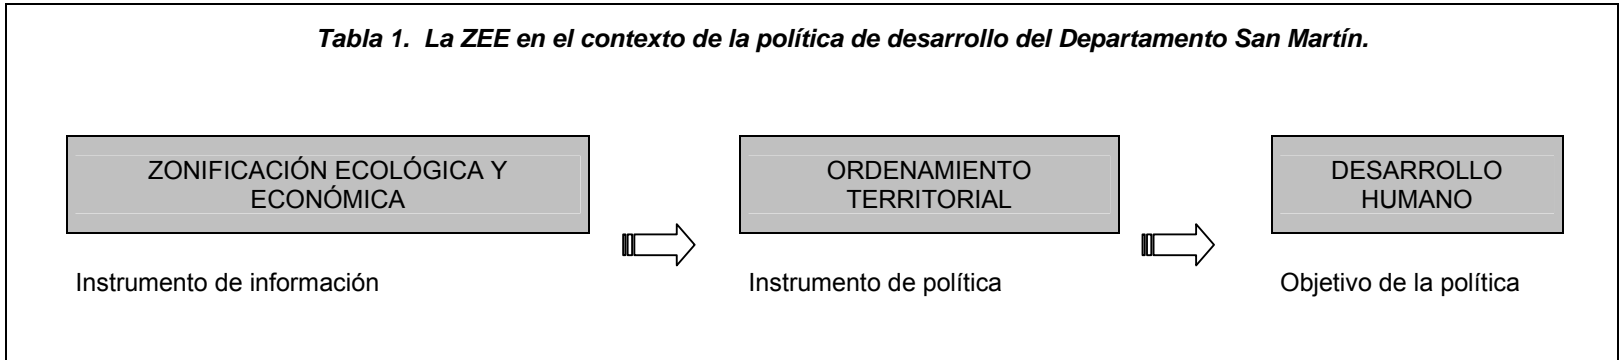 Tabla 1. La ZEE en el contexto de la política de desarrollo del Departamento San Martín.
ZONIFICACIÓN ECOLÓGICA Y
ECONÓMICA
Instrumento de información
ORDENAMIENTO
TERRITORIAL
Instrumento de política
DESARROLLO
HUMANO
Objetivo de la política